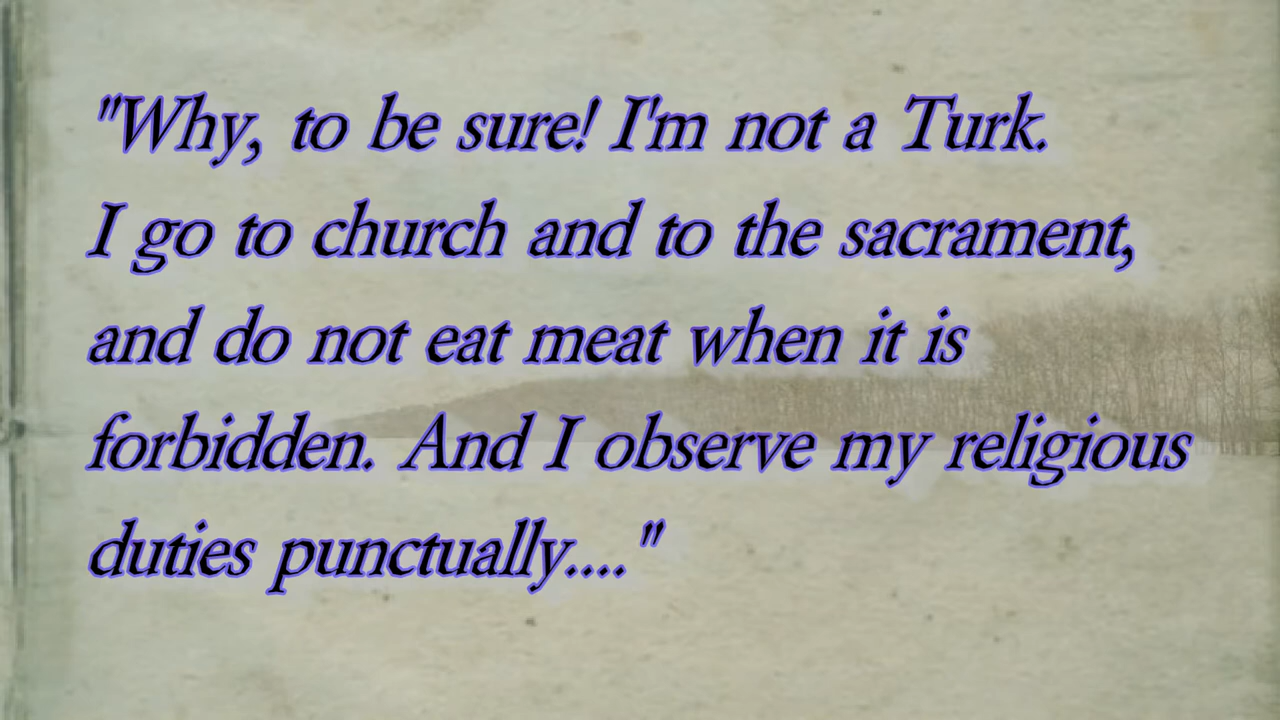 "Why, to be sure! I'm not a Turk.
I go to church and to the sacrament,
and do not eat meat when it is
forbidden. And I observe my religious
duties punctually...."